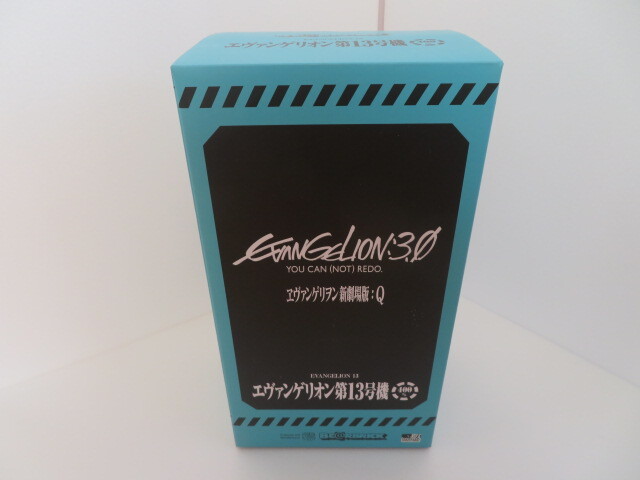 エヴァンゲリオン第13号機
EVANGELION:3.0
YOU CAN (NOT) REDO.
ヱヴァンゲリヲン新劇場版:Q
EVANGELION 13
エヴァンゲリオン第13号機
400